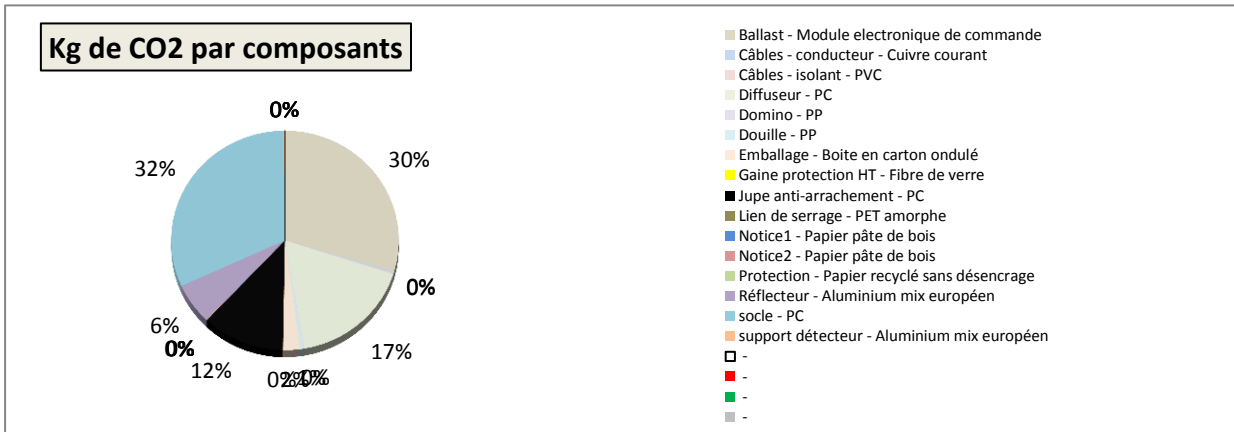 Kg de CO2 par composants
0%
30%
32%
0%
17%
6%
0%
12%
0%
2%
1%
0%
Ballast - Module electronique de commande
Câbles - conducteur - Cuivre courant
Câbles - isolant - PVC
Diffuseur - PC
Domino - PP
Douille - PP
Emballage - Boite en carton ondulé
Gaine protection HT - Fibre de verre
Jupe anti-arrachement - PC
Lien de serrage - PET amorphe
Notice1 - Papier pâte de bois
Notice2 - Papier pâte de bois
Protection - Papier recyclé sans désencrage
Réflecteur - Aluminium mix européen
socle - PC
support détecteur - Aluminium mix européen
-
-
-
-